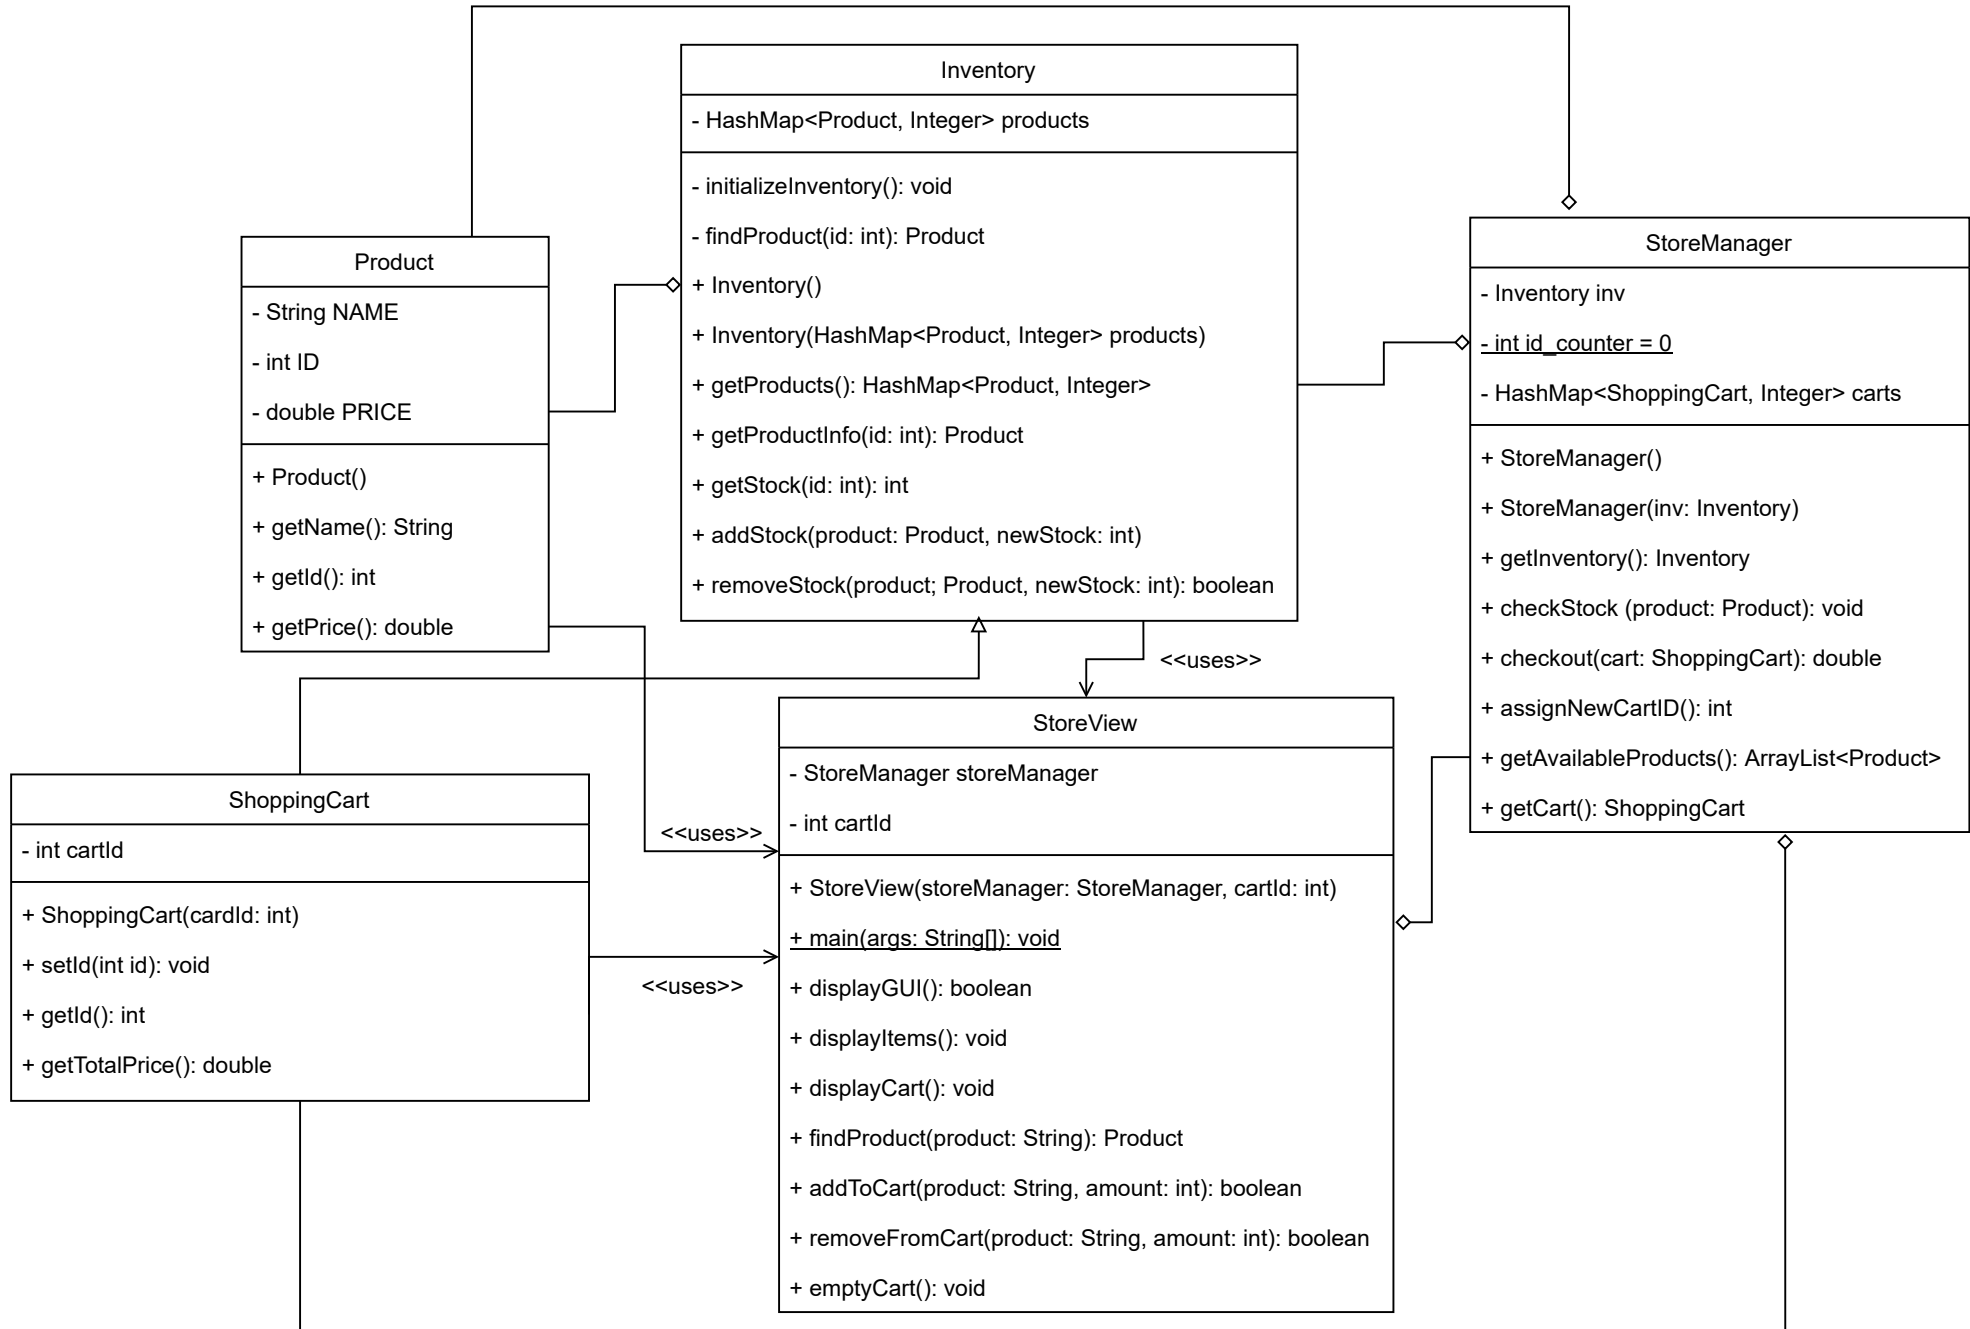 Inventory
- HashMap<Product, Integer> products
- initializeInventory(): void
- findProduct(id: int): Product
+ Inventory()
+ Inventory(HashMap<Product, Integer> products)
+ getProducts(): HashMap<Product, Integer>
+ getProductInfo(id: int): Product
+ getStock(id: int): int
+ addStock(product: Product, newStock: int)
+ removeStock(product; Product, newStock: int): boolean
Product
- String NAME
- int ID
- double PRICE
+ Product()
+ getName(): String
+ getId(): int
+ getPrice(): double
StoreManager
- Inventory inv
- int id_counter = 0
- HashMap<ShoppingCart, Integer> carts
+ StoreManager()
+ StoreManager(inv: Inventory)
+ getInventory(): Inventory
+ checkStock (product: Product): void
+ checkout(cart: ShoppingCart): double
+ assignNewCartID(): int
+ getAvailableProducts(): ArrayList<Product>
+ getCart(): ShoppingCart
<<uses>>
<<uses>>
<<uses>>
ShoppingCart
- int cartId
+ ShoppingCart(cardId: int)
+ setId(int id): void
+ getId(): int
+ getTotalPrice(): double
StoreView
- StoreManager storeManager
- int cartId
+ StoreView(storeManager: StoreManager, cartId: int)
+ main(args: String[]): void
+ displayGUI(): boolean
+ displayItems(): void
+ displayCart(): void
+ findProduct(product: String): Product
+ addToCart(product: String, amount: int): boolean
+ removeFromCart(product: String, amount: int): boolean
+ emptyCart(): void